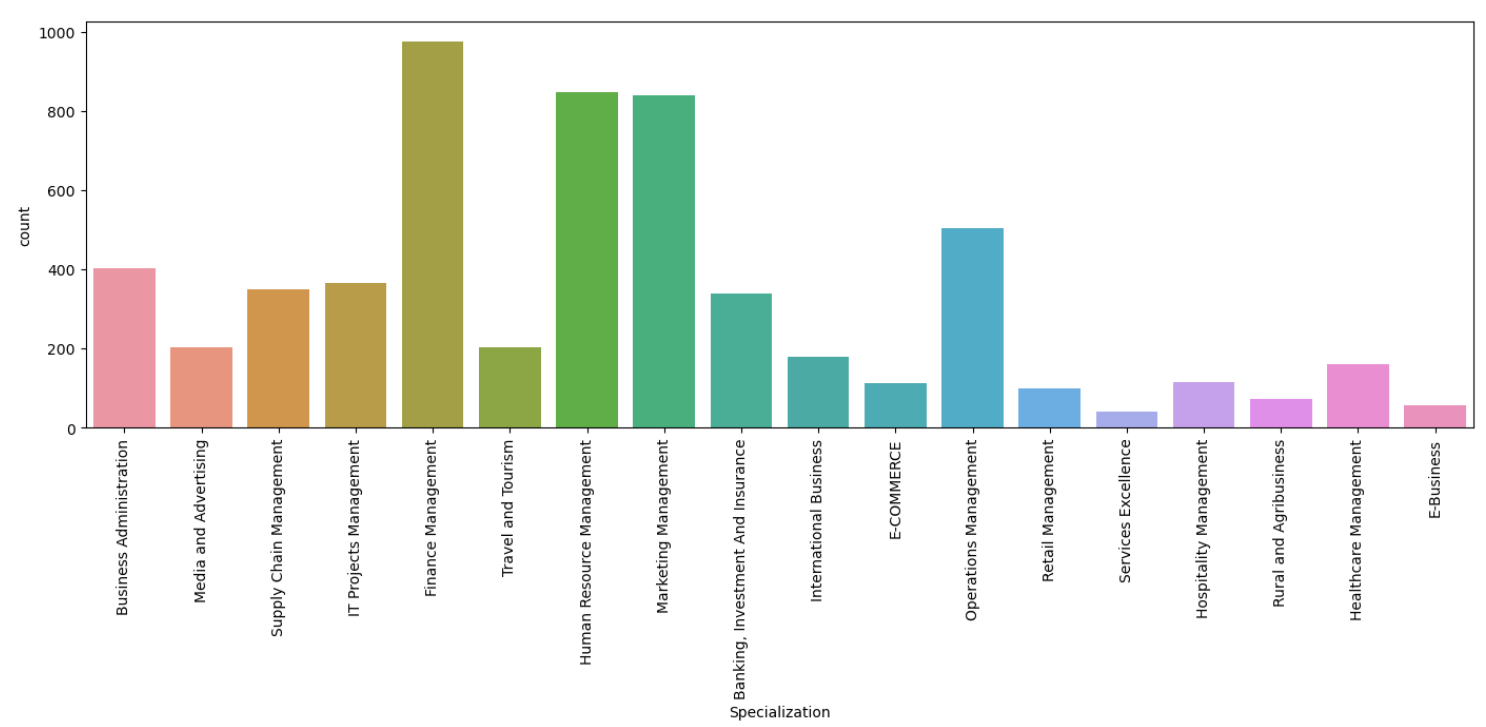 1000
800
600
400
200
0
count
Business Administration
Media and Advertising
Supply Chain Management
IT Projects Management
Finance Management
Travel and Tourism
Human Resource Management
Marketing Management
Banking, Investment And Insurance
International Business
E-COMMERCE
Operations Management
Retail Management
Services Excellence
Hospitality Management
Rural and Agribusiness
Healthcare Management
E-Business
Specialization